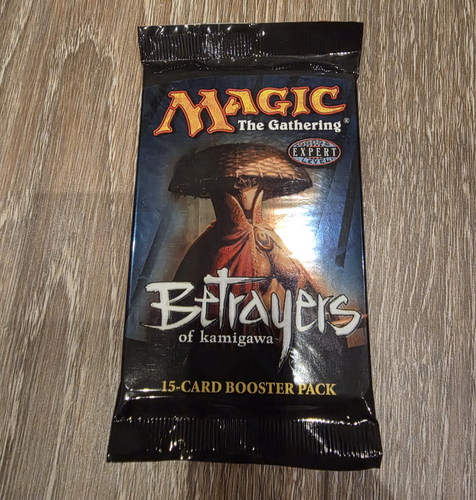 MAGIC
The Gathering®
EXPERT
LEVEL
Betrayers
of kamigawa
15-CARD BOOSTER PACK